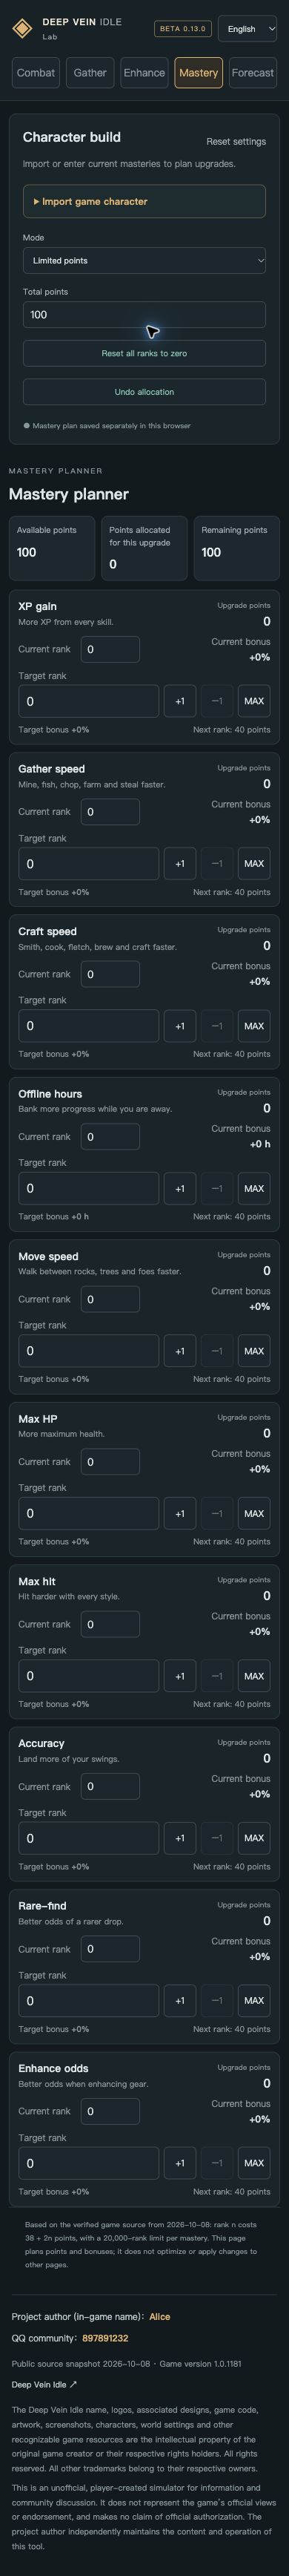 DEEP VEIN IDLE
Lab
BETA 0.13.0
English
Combat
Gather
Enhance
Mastery
Forecast
Character build
Reset settings
Import or enter current masteries to plan upgrades.
Import game character
Mode
Limited points
Total points
100
Reset all ranks to zero
Undo allocation
Mastery plan saved separately in this browser
MASTERY PLANNER
Mastery planner
Available points
100
Points allocated
for this upgrade
0
Remaining points
100
XP gain
Upgrade points
More XP from every skill.
0
Current rank 0
Current bonus
+0%
Target rank
0
+1
−1
MAX
Target bonus +0%
Next rank: 40 points
Gather speed
Upgrade points
Mine, fish, chop, farm and steal faster.
0
Current rank 0
Current bonus
+0%
Target rank
0
+1
−1
MAX
Target bonus +0%
Next rank: 40 points
Craft speed
Upgrade points
Smith, cook, fletch, brew and craft faster.
0
Current rank 0
Current bonus
+0%
Target rank
0
+1
−1
MAX
Target bonus +0%
Next rank: 40 points
Offline hours
Upgrade points
Bank more progress while you are away.
0
Current rank 0
Current bonus
+0 h
Target rank
0
+1
−1
MAX
Target bonus +0 h
Next rank: 40 points
Move speed
Upgrade points
Walk between rocks, trees and foes faster.
0
Current rank 0
Current bonus
+0%
Target rank
0
+1
−1
MAX
Target bonus +0%
Next rank: 40 points
Max HP
Upgrade points
More maximum health.
0
Current rank 0
Current bonus
+0%
Target rank
0
+1
−1
MAX
Target bonus +0%
Next rank: 40 points
Max hit
Upgrade points
Hit harder with every style.
0
Current rank 0
Current bonus
+0%
Target rank
0
+1
−1
MAX
Target bonus +0%
Next rank: 40 points
Accuracy
Upgrade points
Land more of your swings.
0
Current rank 0
Current bonus
+0%
Target rank
0
+1
−1
MAX
Target bonus +0%
Next rank: 40 points
Rare-find
Upgrade points
Better odds of a rarer drop.
0
Current rank 0
Current bonus
+0%
Target rank
0
+1
−1
MAX
Target bonus +0%
Next rank: 40 points
Enhance odds
Upgrade points
Better odds when enhancing gear.
0
Current rank 0
Current bonus
+0%
Target rank
0
+1
−1
MAX
Target bonus +0%
Next rank: 40 points
Based on the verified game source from 2026-10-08: rank n costs
38 + 2n points, with a 20,000-rank limit per mastery. This page
plans points and bonuses; it does not optimize or apply changes to
other pages.
Project author (in-game name)： Alice
QQ community： 897891232
Public source snapshot 2026-10-08 · Game version 1.0.1181
Deep Vein Idle ↗
The Deep Vein Idle name, logos, associated designs, game code,
artwork, screenshots, characters, world settings and other
recognizable game resources are the intellectual property of the
original game creator or their respective rights holders. All rights
reserved. All other trademarks belong to their respective owners.
This is an unofficial, player-created simulator for information and
community discussion. It does not represent the game's official views
or endorsement, and makes no claim of official authorization. The
project author independently maintains the content and operation of
this tool.